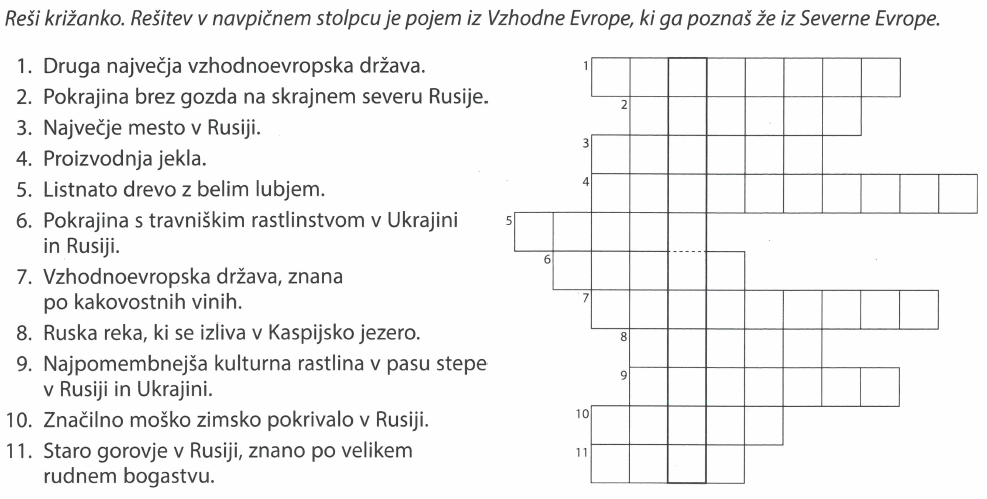 Reši križanko. Rešitev v navpičnem stolpcu je pojem iz Vzhodne Evrope, ki ga poznaš že iz Severne Evrope.
1. Druga največja vzhodnoevropska država.
2. Pokrajina brez gozda na skrajnem severu Rusije.
3. Največje mesto v Rusiji.
4. Proizvodnja jekla.
5. Listnato drevo z belim lubjem.
6. Pokrajina s travniškim rastlinstvom v Ukrajini
in Rusiji.
7. Vzhodnoevropska država, znana
po kakovostnih vinih.
8. Ruska reka, ki se izliva v Kaspijsko jezero.
9. Najpomembnejša kulturna rastlina v pasu stepe
v Rusiji in Ukrajini.
10. Značilno moško zimsko pokrivalo v Rusiji.
11. Staro gorovje v Rusiji, znano po velikem
rudnem bogastvu.
1
2
3
4
5
6
7
8
9
10
11